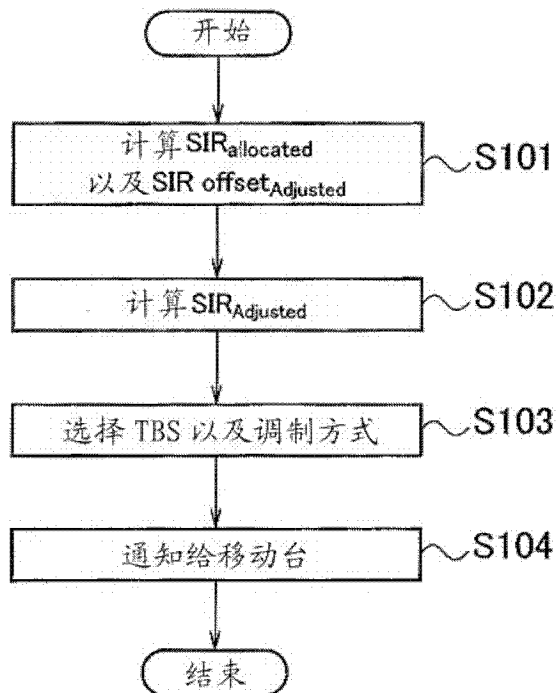 开始
计算SIRallocated
以及SIR offsetAdjusted
S101
计算SIRAdjusted
S102
选择 TBS 以及调制方式
S103
通知给移动台
S104
结束